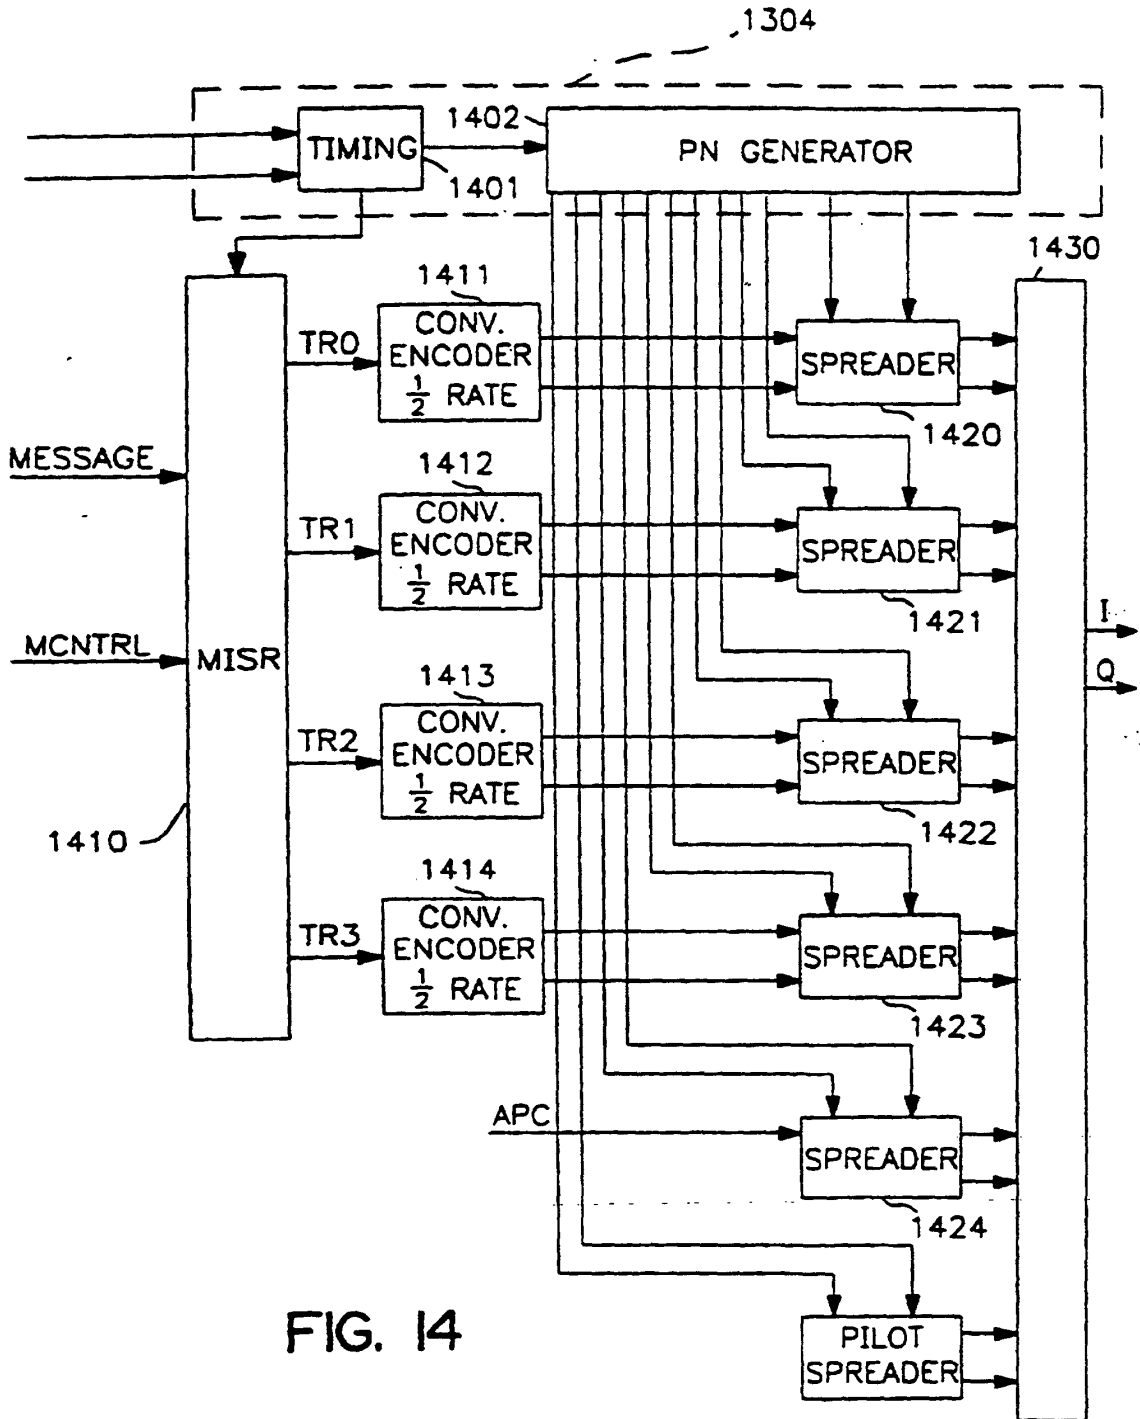 1304
1402
TIMING
PN GENERATOR
1401
1430
1411
TR0
CONV.
ENCODER
1/2 RATE
SPREADER
1420
MESSAGE
1412
TR1
CONV.
ENCODER
1/2 RATE
SPREADER
1421
I
MCNTRL
MISR
Q
1413
TR2
CONV.
ENCODER
1/2 RATE
SPREADER
1422
1410
1414
TR3
CONV.
ENCODER
1/2 RATE
SPREADER
1423
APC
SPREADER
1424
FIG. 14
PILOT
SPREADER